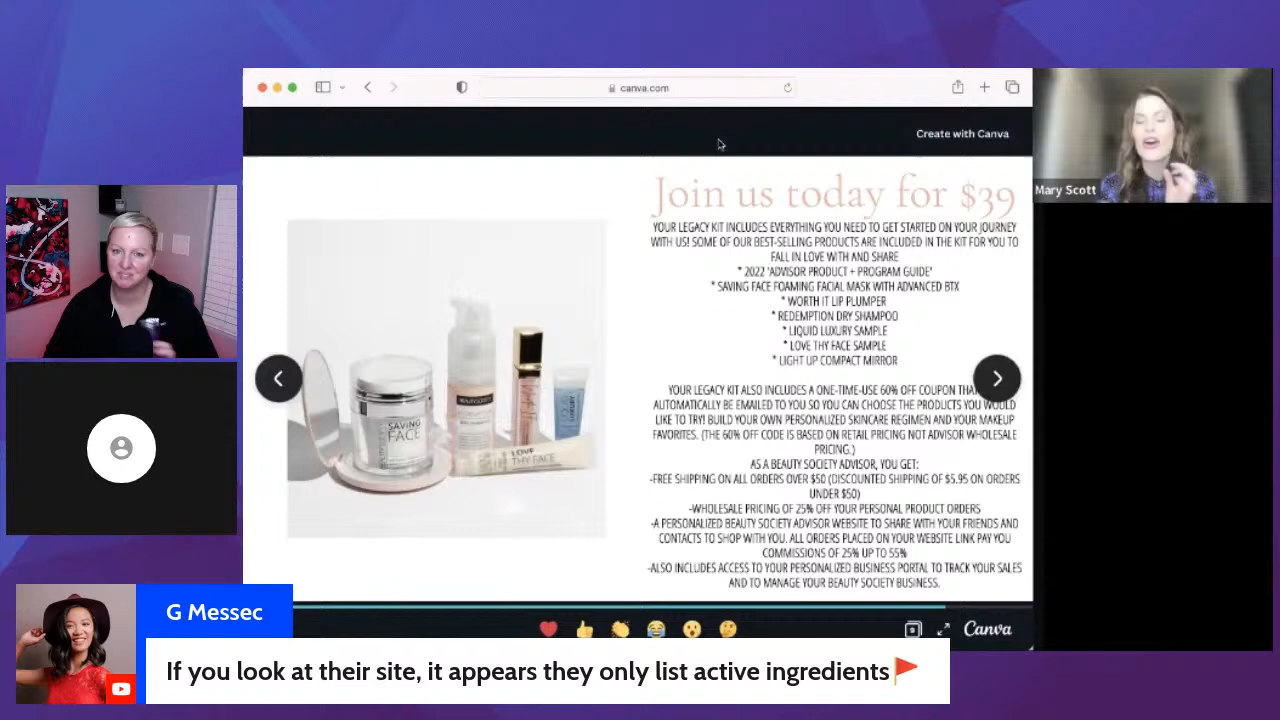 canva.com
Create with Canva
Mary Scott
Join us today for $39
YOUR LEGACY KIT INCLUDES EVERYTHING YOU NEED TO GET STARTED ON YOUR JOURNEY
WITH US! SOME OF OUR BEST-SELLING PRODUCTS ARE INCLUDED IN THE KIT FOR YOU TO
FALL IN LOVE WITH AND SHARE
* 2022 'ADVISOR PRODUCT + PROGRAM GUIDE'
* SAVING FACE FOAMING FACIAL MASK WITH ADVANCED BTX
* WORTH IT LIP PLUMPER
* REDEMPTION DRY SHAMPOO
* LIQUID LUXURY SAMPLE
* LOVE THY FACE SAMPLE
* LIGHT UP COMPACT MIRROR
YOUR LEGACY KIT ALSO INCLUDES A ONE-TIME-USE 60% OFF COUPON
AUTOMATICALLY BE EMAILED TO YOU SO YOU CAN CHOOSE THE PRODUCTS YOU WOULD
LIKE TO TRY! BUILD YOUR OWN PERSONALIZED SKINCARE REGIMEN AND YOUR MAKEUP
FAVORITES. (THE 60% OFF CODE IS BASED ON RETAIL PRICING NOT ADVISOR WHOLESALE
PRICING.)
AS A BEAUTY SOCIETY ADVISOR, YOU GET:
-FREE SHIPPING ON ALL ORDERS OVER $50 (DISCOUNTED SHIPPING OF $5.95 ON ORDERS
UNDER $50)
-WHOLESALE PRICING OF 25% OFF YOUR PERSONAL PRODUCT ORDERS
-A PERSONALIZED BEAUTY SOCIETY ADVISOR WEBSITE TO SHARE WITH YOUR FRIENDS AND
CONTACTS TO SHOP WITH YOU. ALL ORDERS PLACED ON YOUR WEBSITE LINK PAY YOU
COMMISSIONS OF 25% UP TO 55%
-ALSO INCLUDES ACCESS TO YOUR PERSONALIZED BUSINESS PORTAL TO TRACK YOUR SALES
AND TO MANAGE YOUR BEAUTY SOCIETY BUSINESS.
SAVING
FACE
BEAUTY SOCIETY
LUXURY
LOVE
THY FACE
Canva
G Messec
If you look at their site, it appears they only list active ingredients🚩